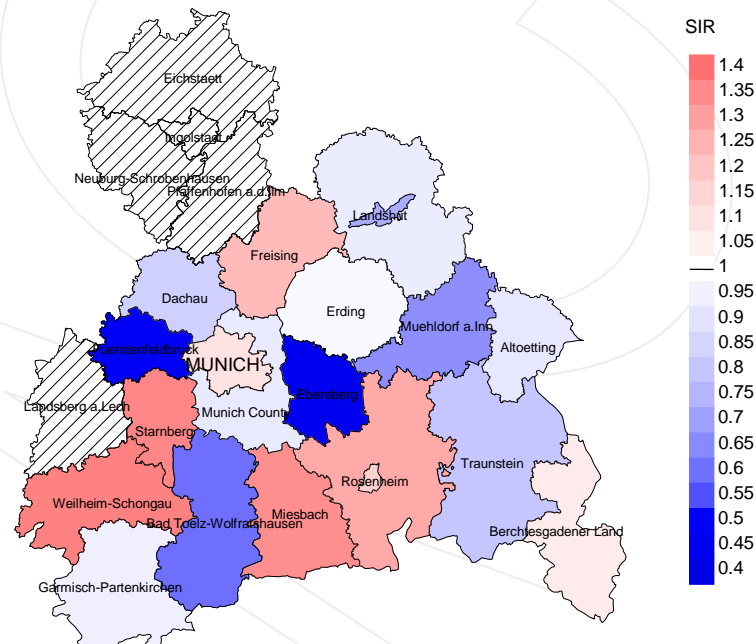 SIR
1.4
1.35
1.3
1.25
1.2
1.15
1.1
1.05
1
0.95
0.9
0.85
0.8
0.75
0.7
0.65
0.6
0.55
0.5
0.45
0.4
Eichstaett
Ingolstadt
Neuburg-Schrobenhausen
Pfaffenhofen a.d.Ilm
Landshut
Freising
Dachau
Erding
Muehldorf a.Inn
Altoetting
Fuerstenfeldbruck
MUNICH
Ebersberg
Landsberg a.Lech
Munich County
Starnberg
Traunstein
Rosenheim
Weilheim-Schongau
Miesbach
Bad Toelz-Wolfratshausen
Berchtesgadener Land
Garmisch-Partenkirchen